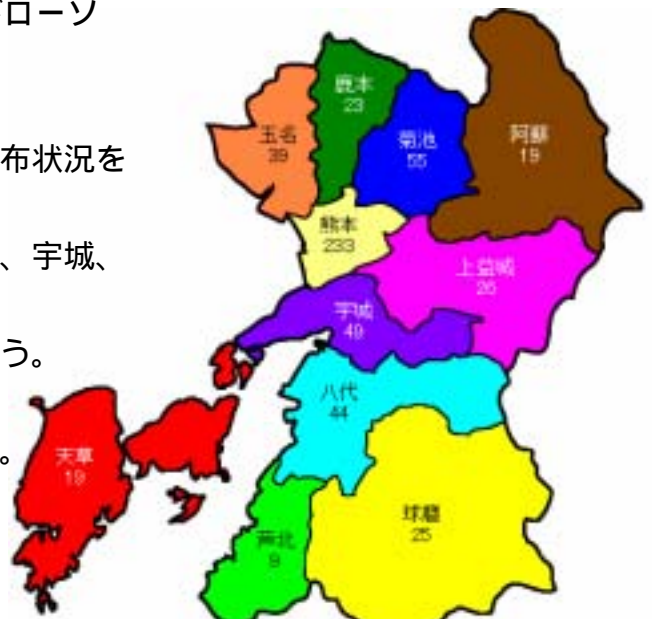 ローソ
布状況を
、宇城、
う。
。
鹿本
23
玉名
39
菊池
55
阿蘇
19
熊本
233
上益城
26
宇城
49
八代
44
天草
19
球磨
25
芦北
9